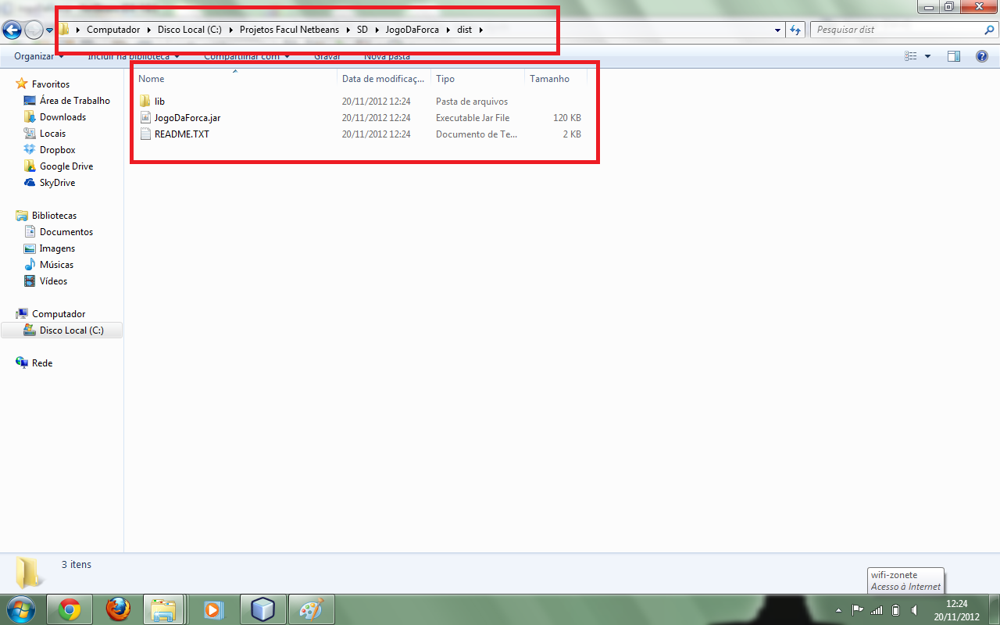 Computador Disco Local (C:) Projetos Facul Netbeans SD JogoDaForca dist Pesquisar dist
Organizar Incluir na biblioteca Compartilhar com Gravar Nova pasta
Favoritos
Área de Trabalho
Downloads
Locais
Dropbox
Google Drive
SkyDrive
Bibliotecas
Documentos
Imagens
Músicas
Vídeos
Computador
Disco Local (C:)
Rede
Nome Data de modificaç... Tipo Tamanho
lib 20/11/2012 12:24 Pasta de arquivos
JogoDaForca.jar 20/11/2012 12:24 Executable Jar File 120 KB
README.TXT 20/11/2012 12:24 Documento de Te... 2 KB
3 itens
wifi-zonete
Acesso à Internet
12:24
20/11/2012